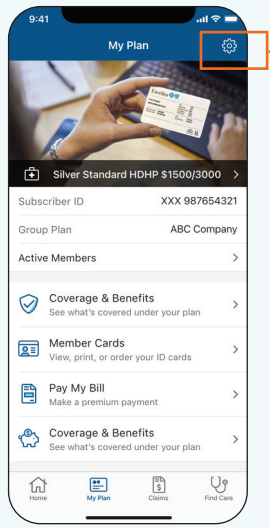 9:41
My Plan
Excellus
Silver Standard HDHP $1500/3000
Subscriber ID XXX 987654321
Group Plan ABC Company
Active Members
Coverage & Benefits
See what's covered under your plan
Member Cards
View, print, or order your ID cards
Pay My Bill
Make a premium payment
Coverage & Benefits
See what's covered under your plan
Home My Plan Claims Find Care